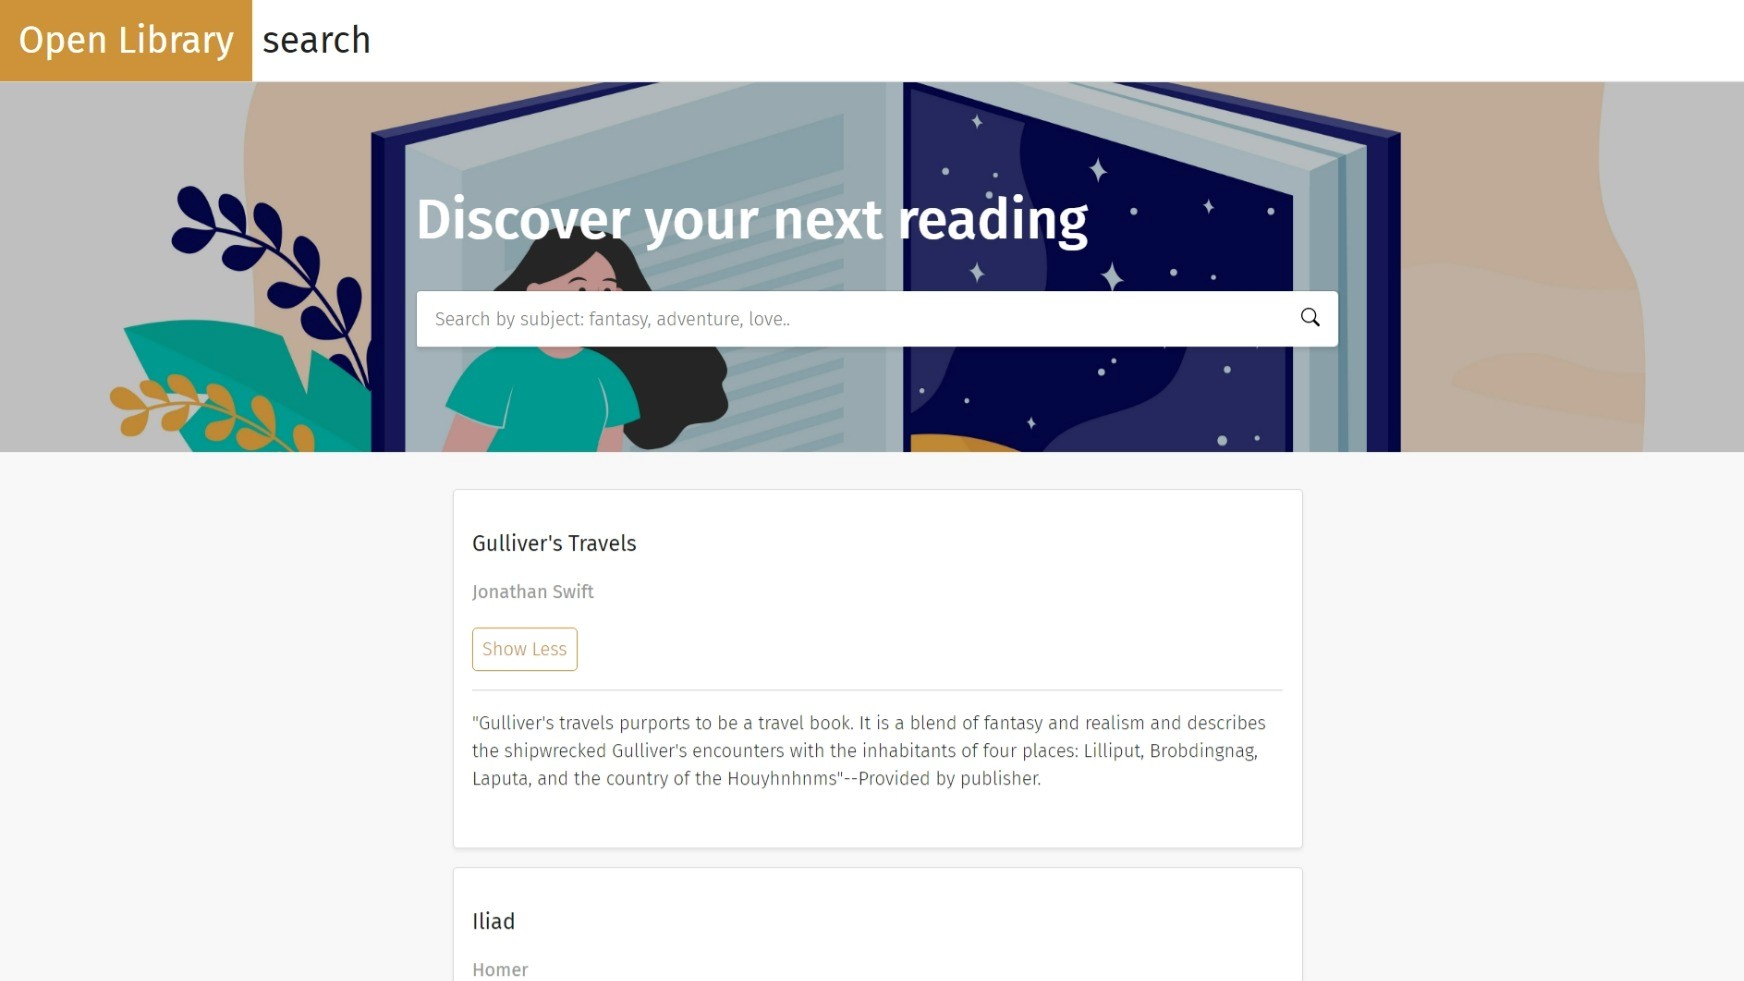 Open Library search
Discover your next reading
Search by subject: fantasy, adventure, love..
Gulliver's Travels
Jonathan Swift
Show Less
"Gulliver's travels purports to be a travel book. It is a blend of fantasy and realism and describes
the shipwrecked Gulliver's encounters with the inhabitants of four places: Lilliput, Brobdingnag,
Laputa, and the country of the Houyhnhnms"--Provided by publisher.
Iliad
Homer